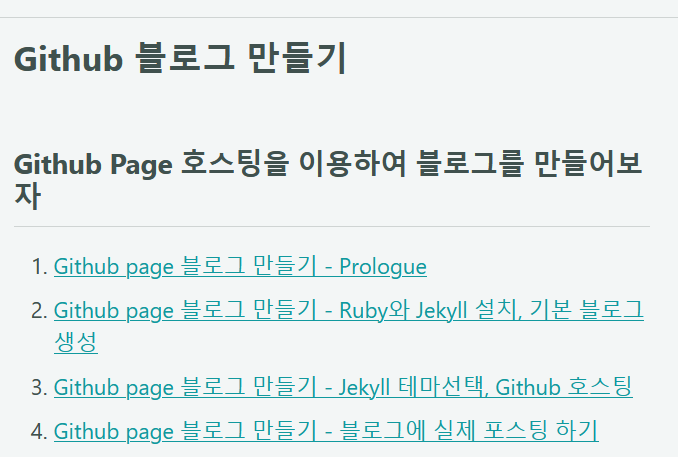 Github 블로그 만들기
Github Page 호스팅을 이용하여 블로그를 만들어보
자
1. Github page 블로그 만들기 - Prologue
2. Github page 블로그 만들기 - Ruby와 Jekyll 설치, 기본 블로그
생성
3. Github page 블로그 만들기 - Jekyll 테마선택, Github 호스팅
4. Github page 블로그 만들기 - 블로그에 실제 포스팅 하기